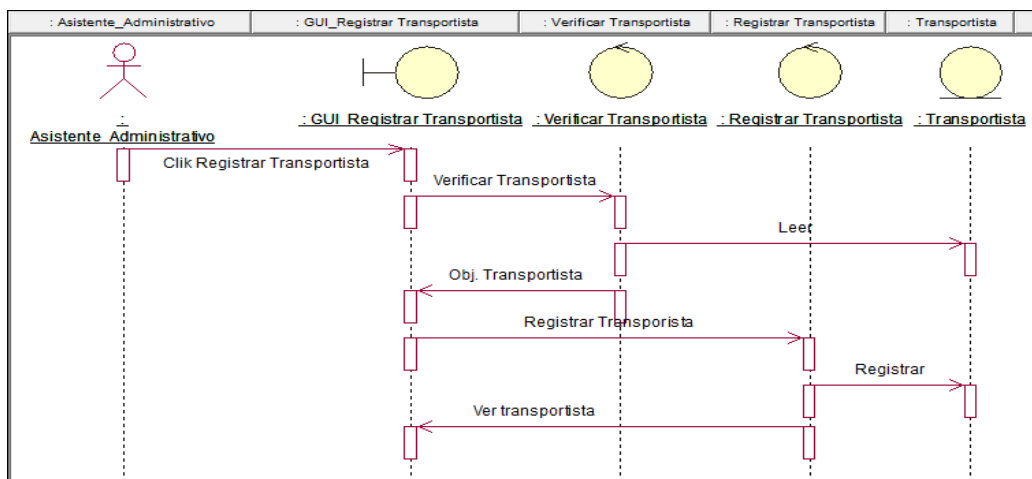 : Asistente_Administrativo
: GUI_Registrar Transportista
: Verificar Transportista
: Registrar Transportista
: Transportista
:
Asistente_Administrativo
: GUI_Registrar Transportista
: Verificar Transportista
: Registrar Transportista
: Transportista
Clik Registrar Transportista
Verificar Transportista
Leer
Obj. Transportista
Registrar Transporista
Registrar
Ver transportista